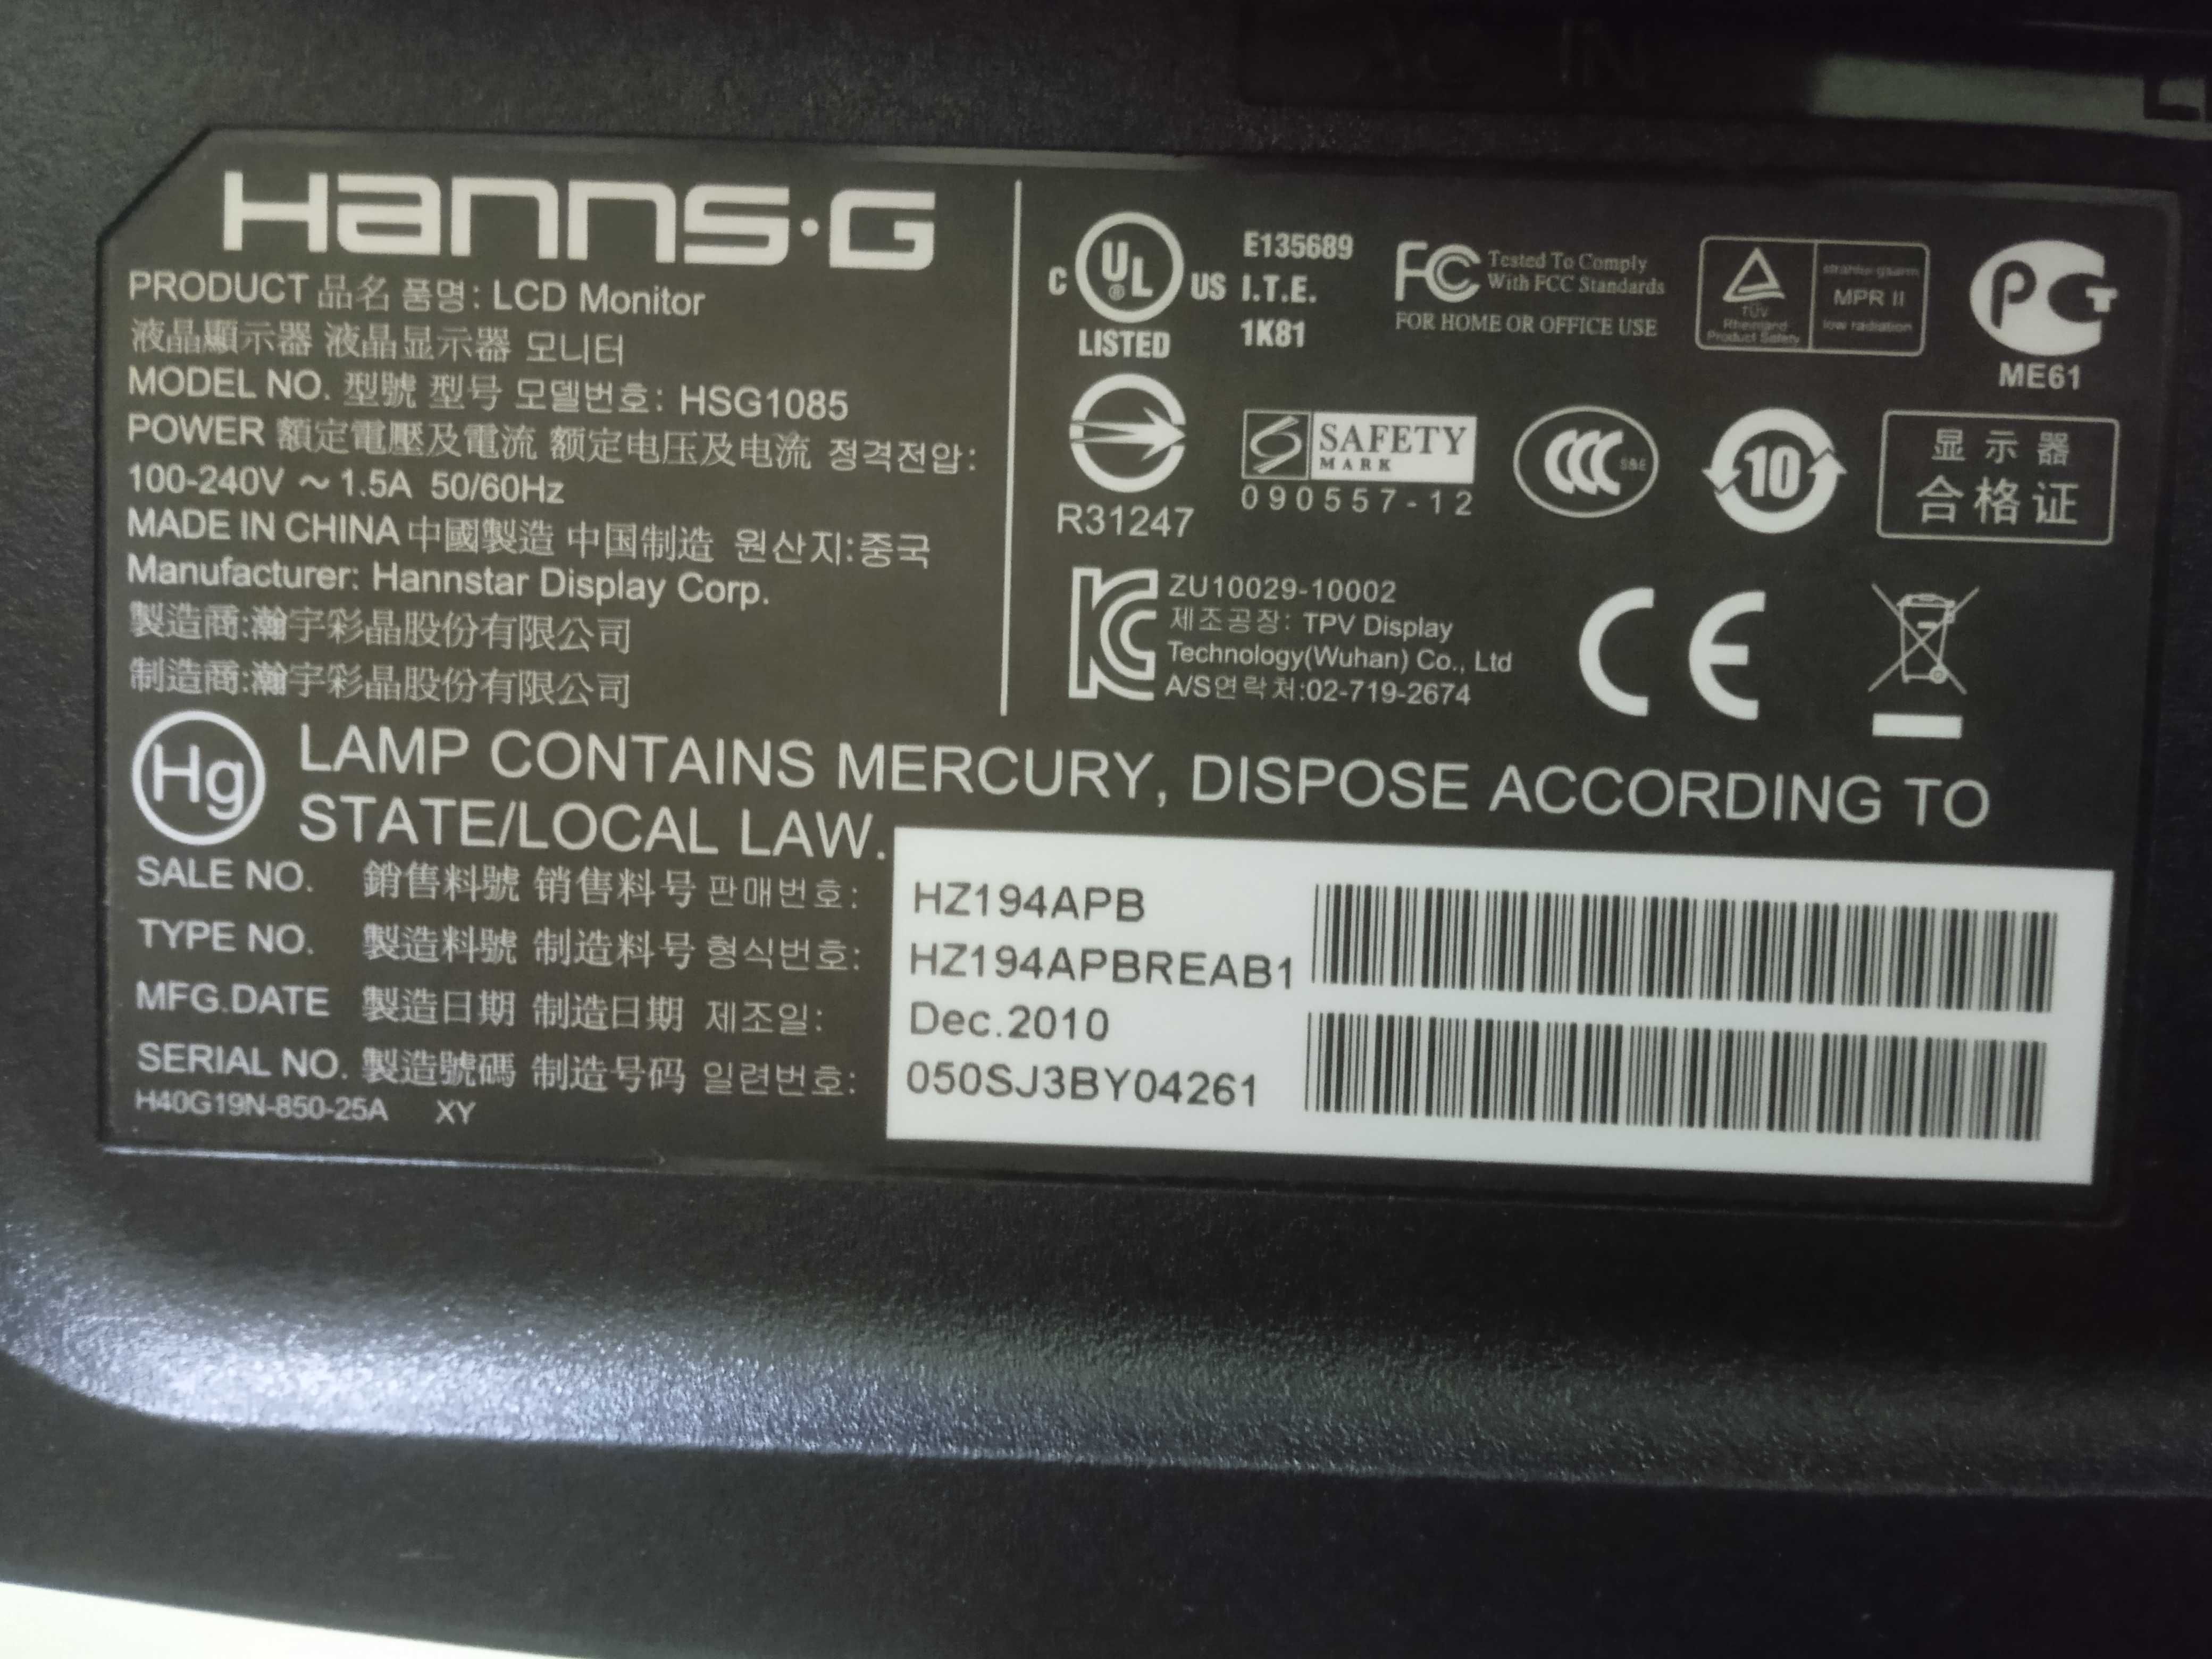 Hanns·G
PRODUCT 品名 품명: LCD Monitor
液晶顯示器 液晶显示器 모니터
MODEL NO. 型號 型号 모델번호: HSG1085
POWER 額定電壓及電流 额定电压及电流 정격전압:
100-240V ～ 1.5A 50/60Hz
MADE IN CHINA 中國製造 中国制造 원산지:중국
Manufacturer: Hannstar Display Corp.
製造商:瀚宇彩晶股份有限公司
制造商:瀚宇彩晶股份有限公司
C UL ® US
LISTED
E135689
I.T.E.
1K81
FC Tested To Comply
With FCC Standards
FOR HOME OR OFFICE USE
TÜV
Rheinland
Product Safety
MPR II
low radiation
PCT
ME61
R31247
SAFETY
MARK
090557-12
CCC S&E
10
显示器
合格证
KC
ZU10029-10002
제조공장: TPV Display
Technology(Wuhan) Co., Ltd
A/S연락처:02-719-2674
CE
Hg
LAMP CONTAINS MERCURY, DISPOSE ACCORDING TO
STATE/LOCAL LAW.
SALE NO. 銷售料號 销售料号 판매번호: HZ194APB
TYPE NO. 製造料號 制造料号 형식번호: HZ194APBREAB1
MFG.DATE 製造日期 制造日期 제조일: Dec.2010
SERIAL NO. 製造號碼 制造号码 일련번호: 050SJ3BY04261
H40G19N-850-25A XY